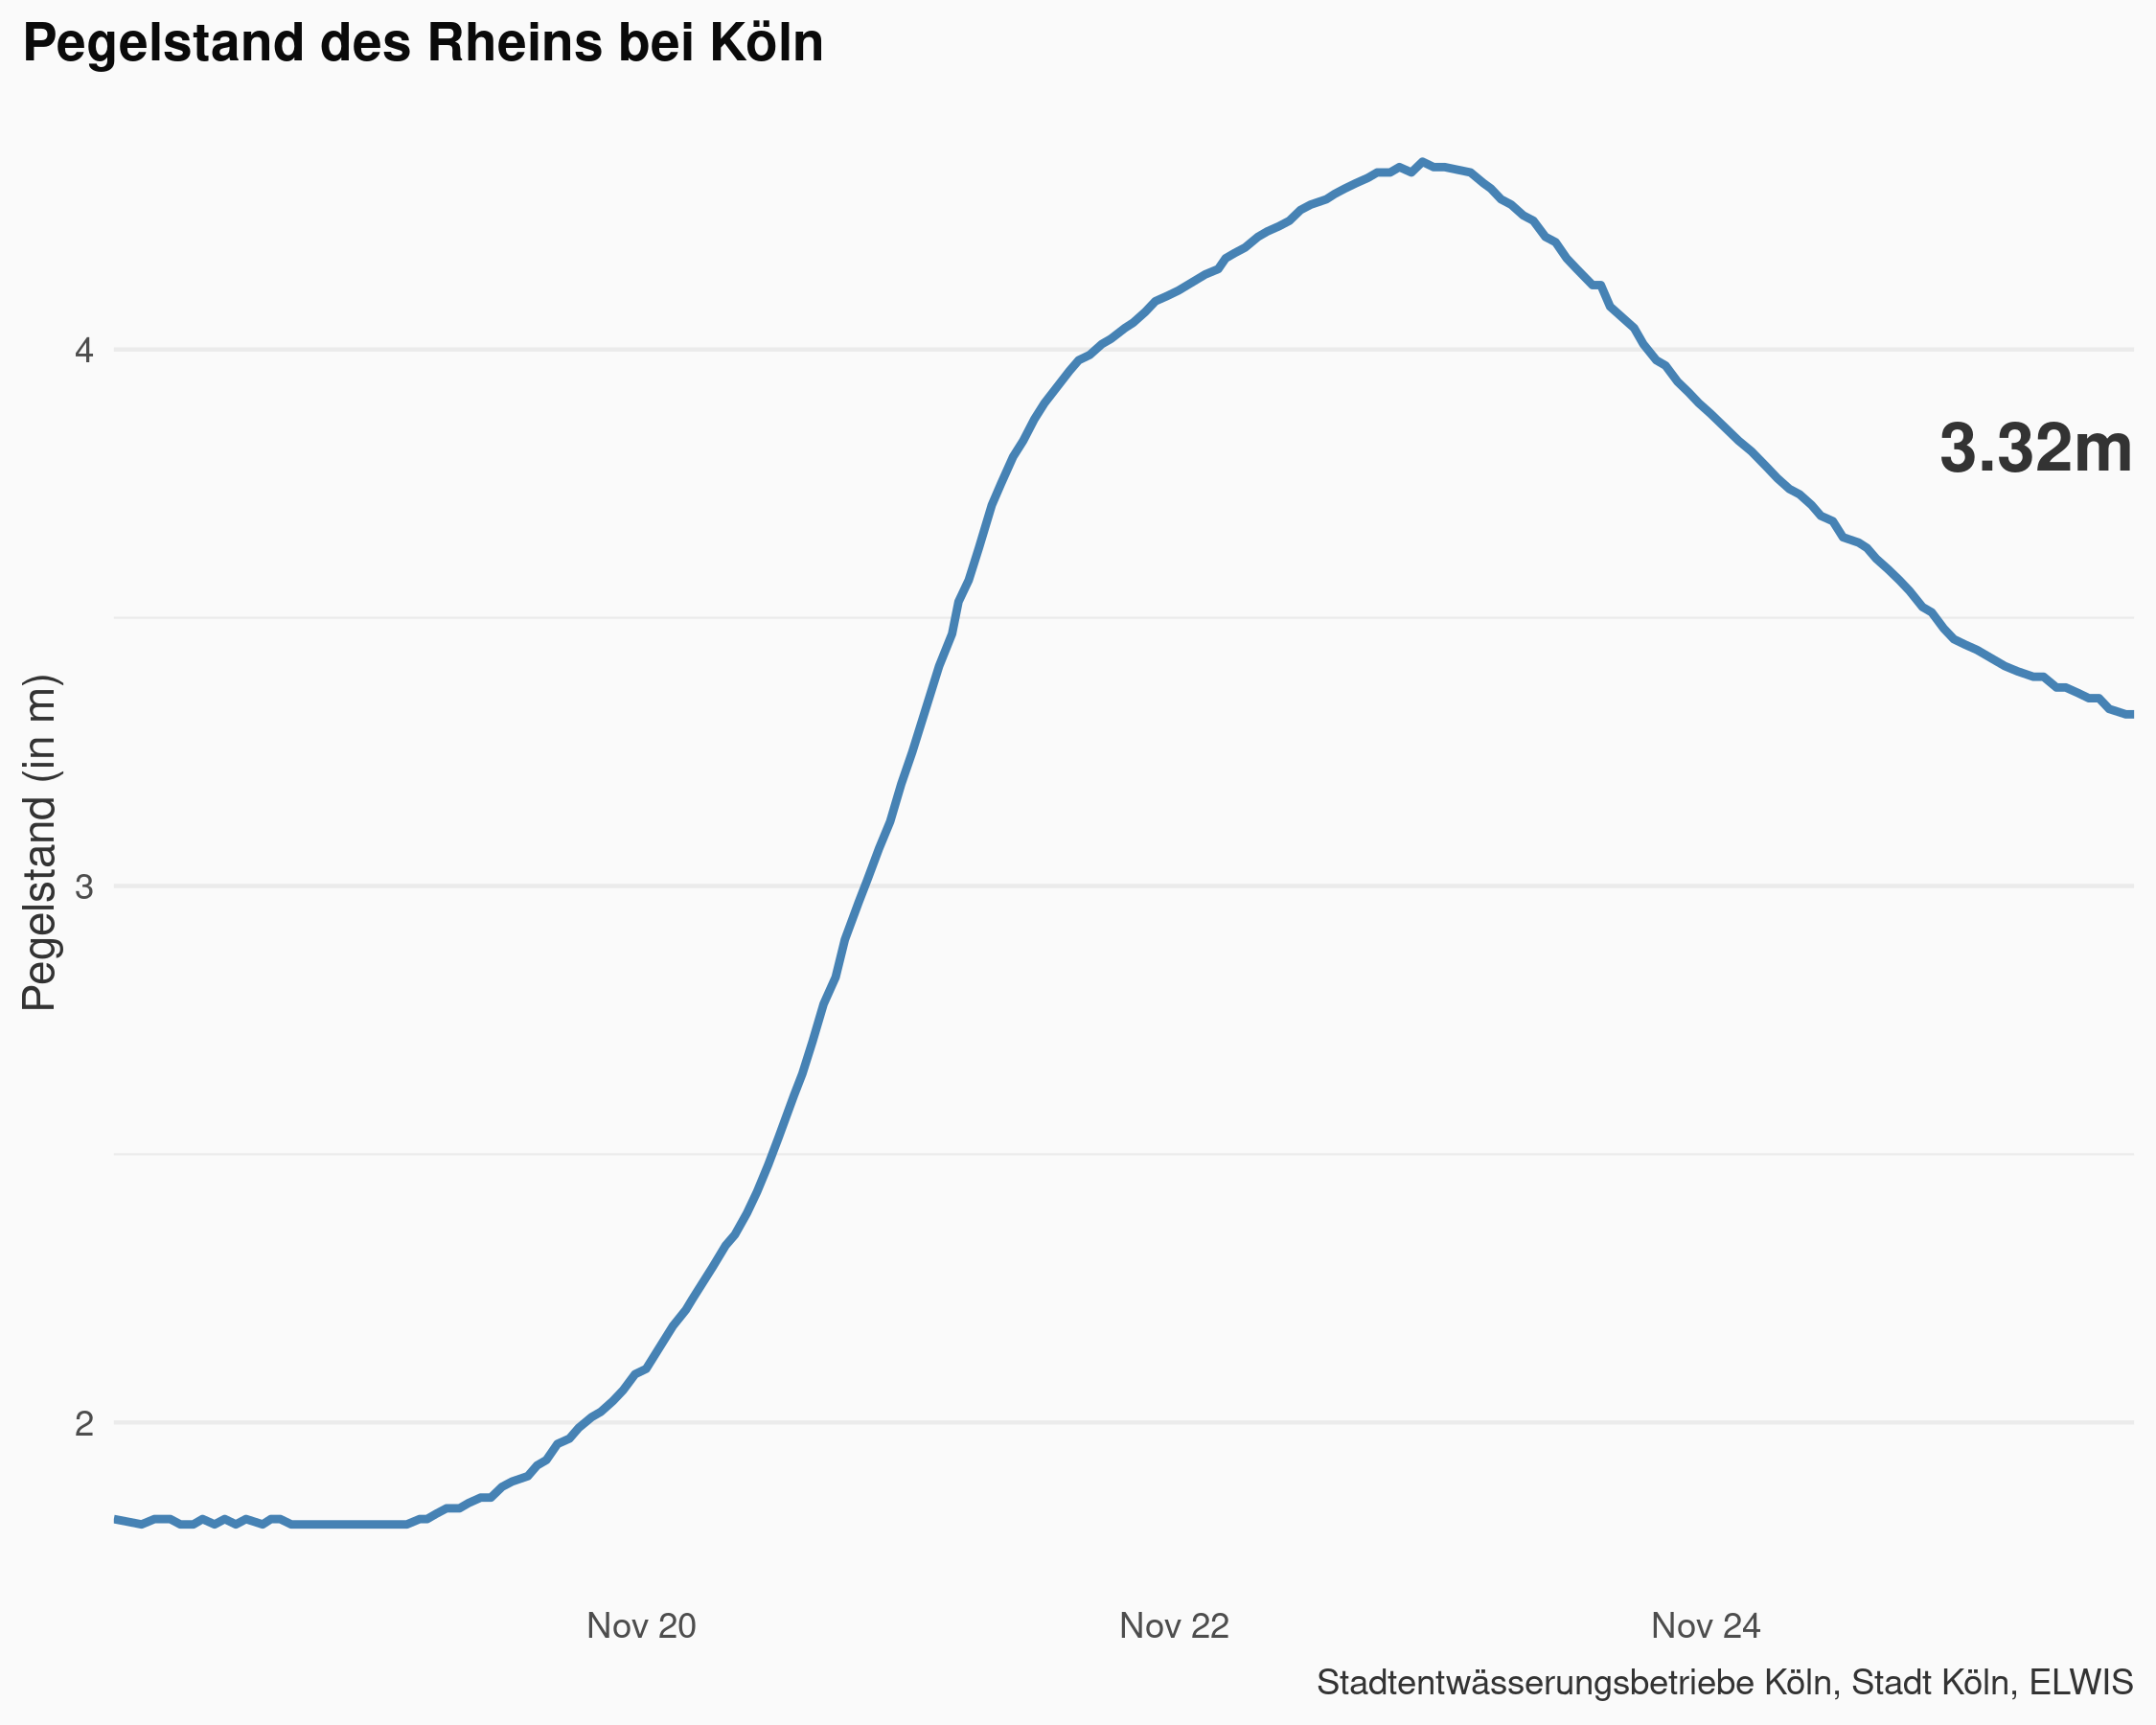 Pegelstand des Rheins bei Köln
Pegelstand (in m)
4
3
2
3.32m
Nov 20
Nov 22
Nov 24
Stadtentwässerungsbetriebe Köln, Stadt Köln, ELWIS